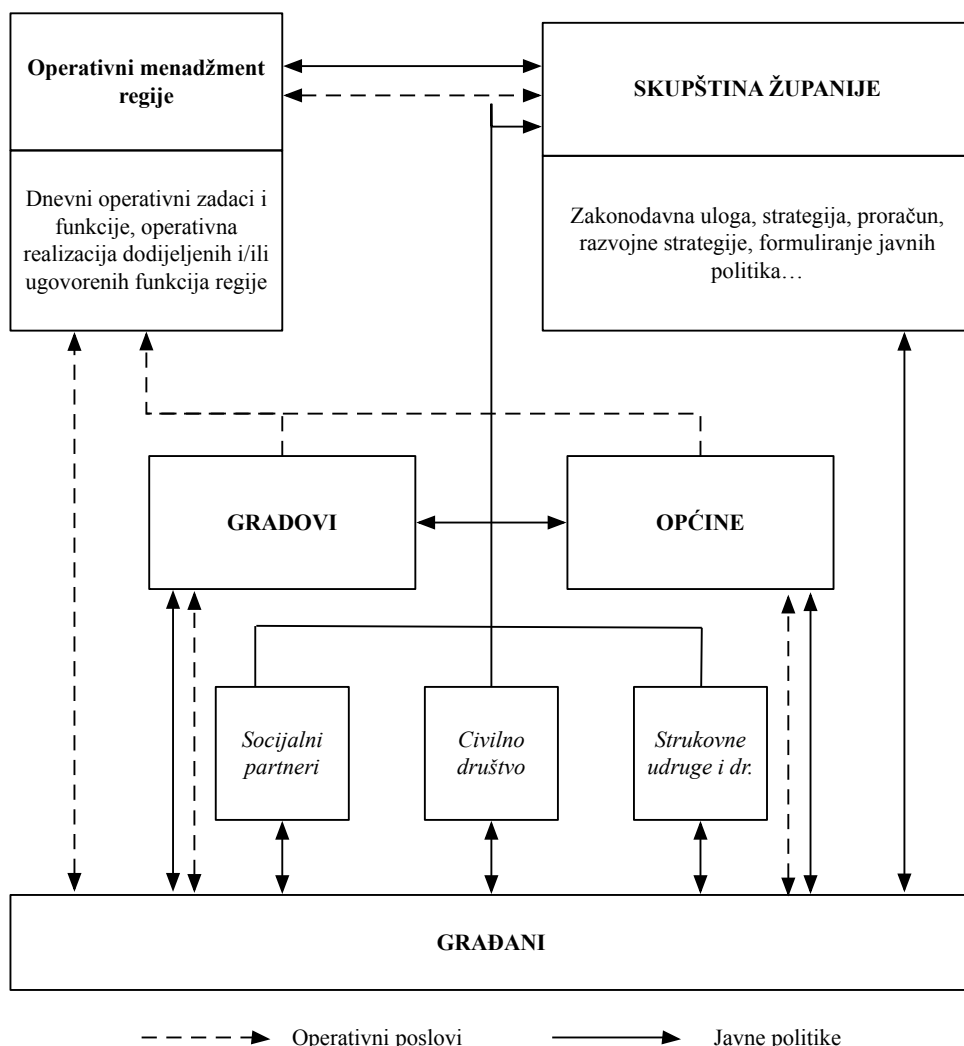 Operativni menadžment
regije
SKUPŠTINA ŽUPANIJE
Dnevni operativni zadaci i
funkcije, operativna
realizacija dodijeljenih i/ili
ugovorenih funkcija regije
Zakonodavna uloga, strategija, proračun,
razvojne strategije, formuliranje javnih
politika…
GRADOVI
OPĆINE
Socijalni
partneri
Civilno
društvo
Strukovne
udruge i dr.
GRAĐANI
Operativni poslovi
Javne politike